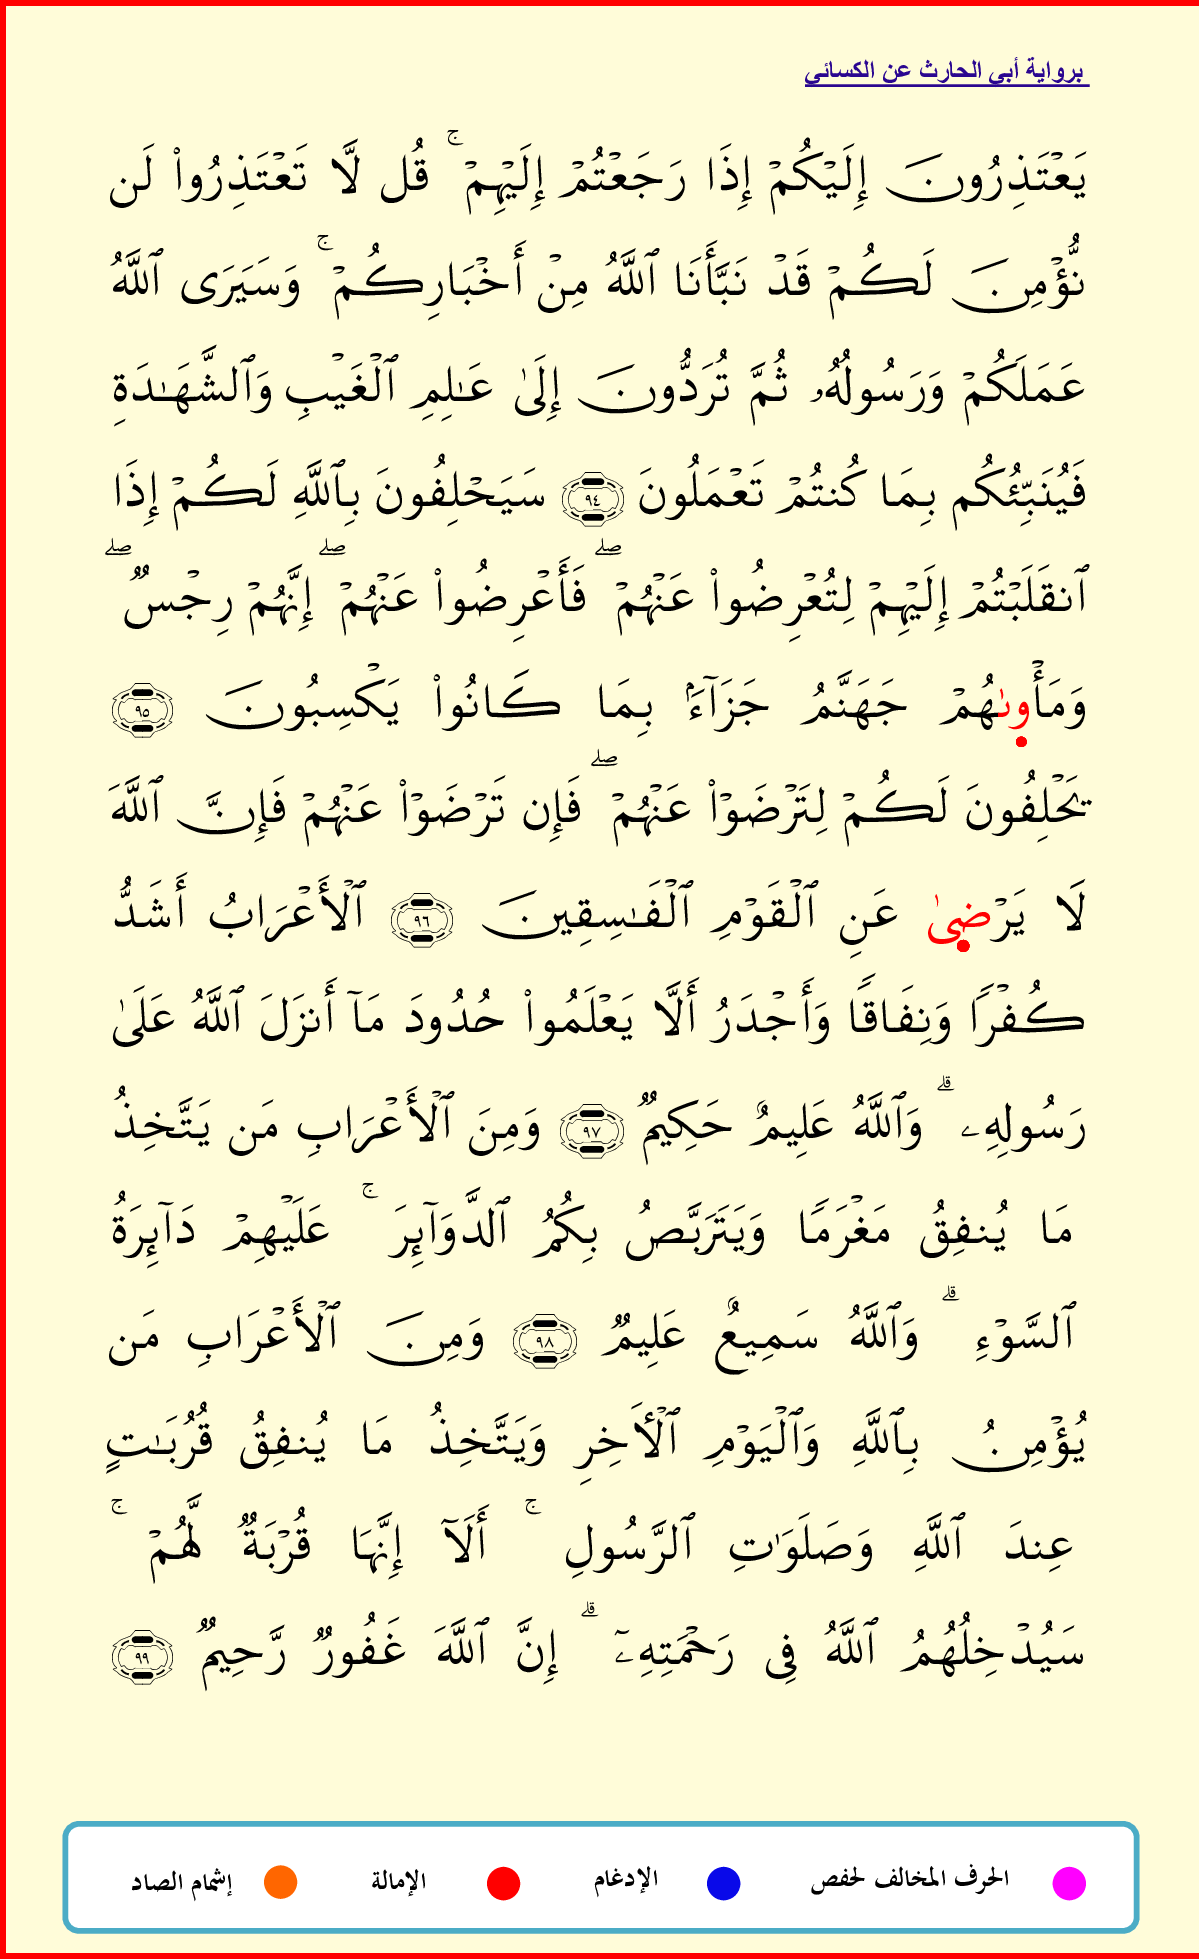 برواية أبي الحارث عن الكسائي
يَعْتَذِرُونَ إِلَيْكُمْ إِذَا رَجَعْتُمْ إِلَيْهِمْ ۚ قُل لَّا تَعْتَذِرُوا۟ لَن
نُّؤْمِنَ لَكُمْ قَدْ نَبَّأَنَا ٱللَّهُ مِنْ أَخْبَارِكُمْ ۚ وَسَيَرَى ٱللَّهُ
عَمَلَكُمْ وَرَسُولُهُۥ ثُمَّ تُرَدُّونَ إِلَىٰ عَـٰلِمِ ٱلْغَيْبِ وَٱلشَّهَـٰدَةِ
فَيُنَبِّئُكُم بِمَا كُنتُمْ تَعْمَلُونَ ٩٤ سَيَحْلِفُونَ بِٱللَّهِ لَكُمْ إِذَا
ٱنقَلَبْتُمْ إِلَيْهِمْ لِتُعْرِضُوا۟ عَنْهُمْ ۖ فَأَعْرِضُوا۟ عَنْهُمْ ۖ إِنَّهُمْ رِجْسٌ ۖ
وَمَأْوىٰهُمْ جَهَنَّمُ جَزَآءًۢ بِمَا كَانُوا۟ يَكْسِبُونَ ٩٥
يَحْلِفُونَ لَكُمْ لِتَرْضَوْا۟ عَنْهُمْ ۖ فَإِن تَرْضَوْا۟ عَنْهُمْ فَإِنَّ ٱللَّهَ
لَا يَرْضىٰ عَنِ ٱلْقَوْمِ ٱلْفَـٰسِقِينَ ٩٦ ٱلْأَعْرَابُ أَشَدُّ
كُفْرًا وَنِفَاقًا وَأَجْدَرُ أَلَّا يَعْلَمُوا۟ حُدُودَ مَآ أَنزَلَ ٱللَّهُ عَلَىٰ
رَسُولِهِۦ ۗ وَٱللَّهُ عَلِيمٌ حَكِيمٌ ٩٧ وَمِنَ ٱلْأَعْرَابِ مَن يَتَّخِذُ
مَا يُنفِقُ مَغْرَمًا وَيَتَرَبَّصُ بِكُمُ ٱلدَّوَآئِرَ ۚ عَلَيْهِمْ دَآئِرَةُ
ٱلسَّوْءِ ۗ وَٱللَّهُ سَمِيعٌ عَلِيمٌ ٩٨ وَمِنَ ٱلْأَعْرَابِ مَن
يُؤْمِنُ بِٱللَّهِ وَٱلْيَوْمِ ٱلْـَٔاخِرِ وَيَتَّخِذُ مَا يُنفِقُ قُرُبَـٰتٍ
عِندَ ٱللَّهِ وَصَلَوَٰتِ ٱلرَّسُولِ ۚ أَلَآ إِنَّهَا قُرْبَةٌ لَّهُمْ ۚ
سَيُدْخِلُهُمُ ٱللَّهُ فِى رَحْمَتِهِۦٓ ۗ إِنَّ ٱللَّهَ غَفُورٌ رَّحِيمٌ ٩٩
الحرف المخالف لحفص الإدغام الإمالة إشمام الصاد